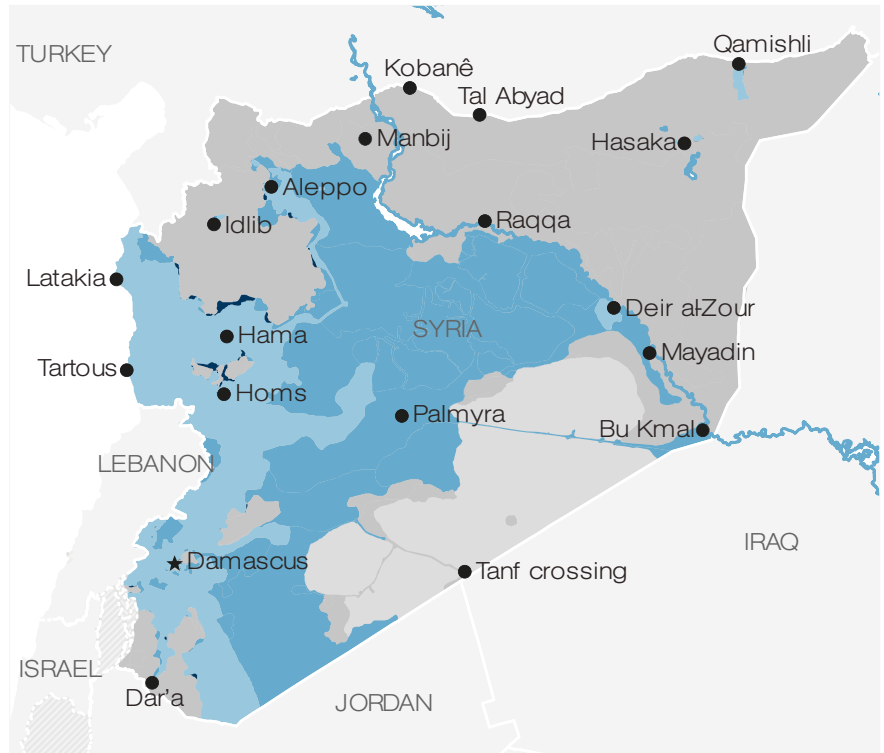 TURKEY
Qamishli
Kobanê
Tal Abyad
Manbij
Hasaka
Aleppo
Idlib
Raqqa
Latakia
Deir al-Zour
SYRIA
Hama
Mayadin
Tartous
Homs
Palmyra
Bu Kmal
LEBANON
IRAQ
Damascus
Tanf crossing
ISRAEL
Dar'a
JORDAN